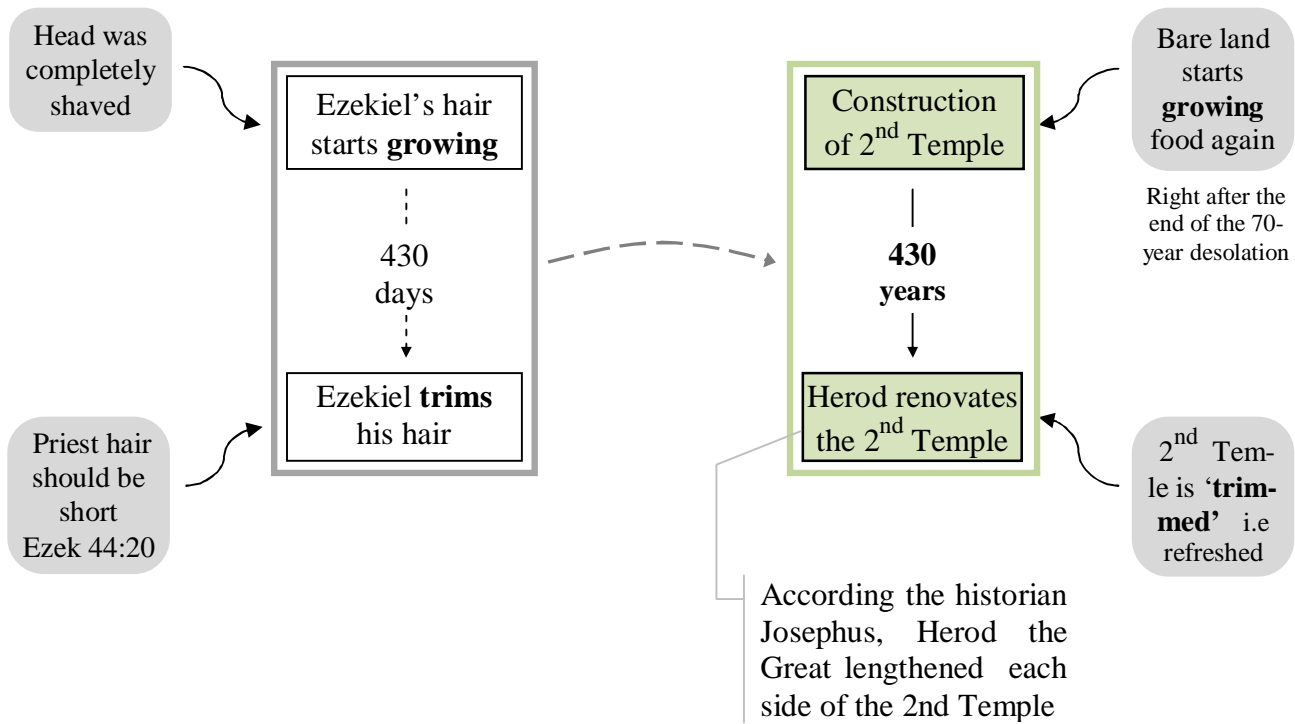 Head was
completely
shaved
Ezekiel’s hair
starts growing
430
days
Ezekiel trims
his hair
Priest hair
should be
short
Ezek 44:20
Construction
of 2nd Temple
430
years
Herod renovates
the 2nd Temple
Bare land
starts
growing
food again
Right after the
end of the 70-
year desolation
2nd Tem-
le is ‘trim-
med’ i.e
refreshed
According the historian
Josephus, Herod the
Great lengthened each
side of the 2nd Temple